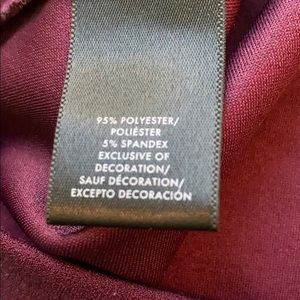 95% POLYESTER/
POLIÉSTER
5% SPANDEX
EXCLUSIVE OF
DECORATION/
SAUF DÉCORATION/
EXCEPTO DECORACIÓN